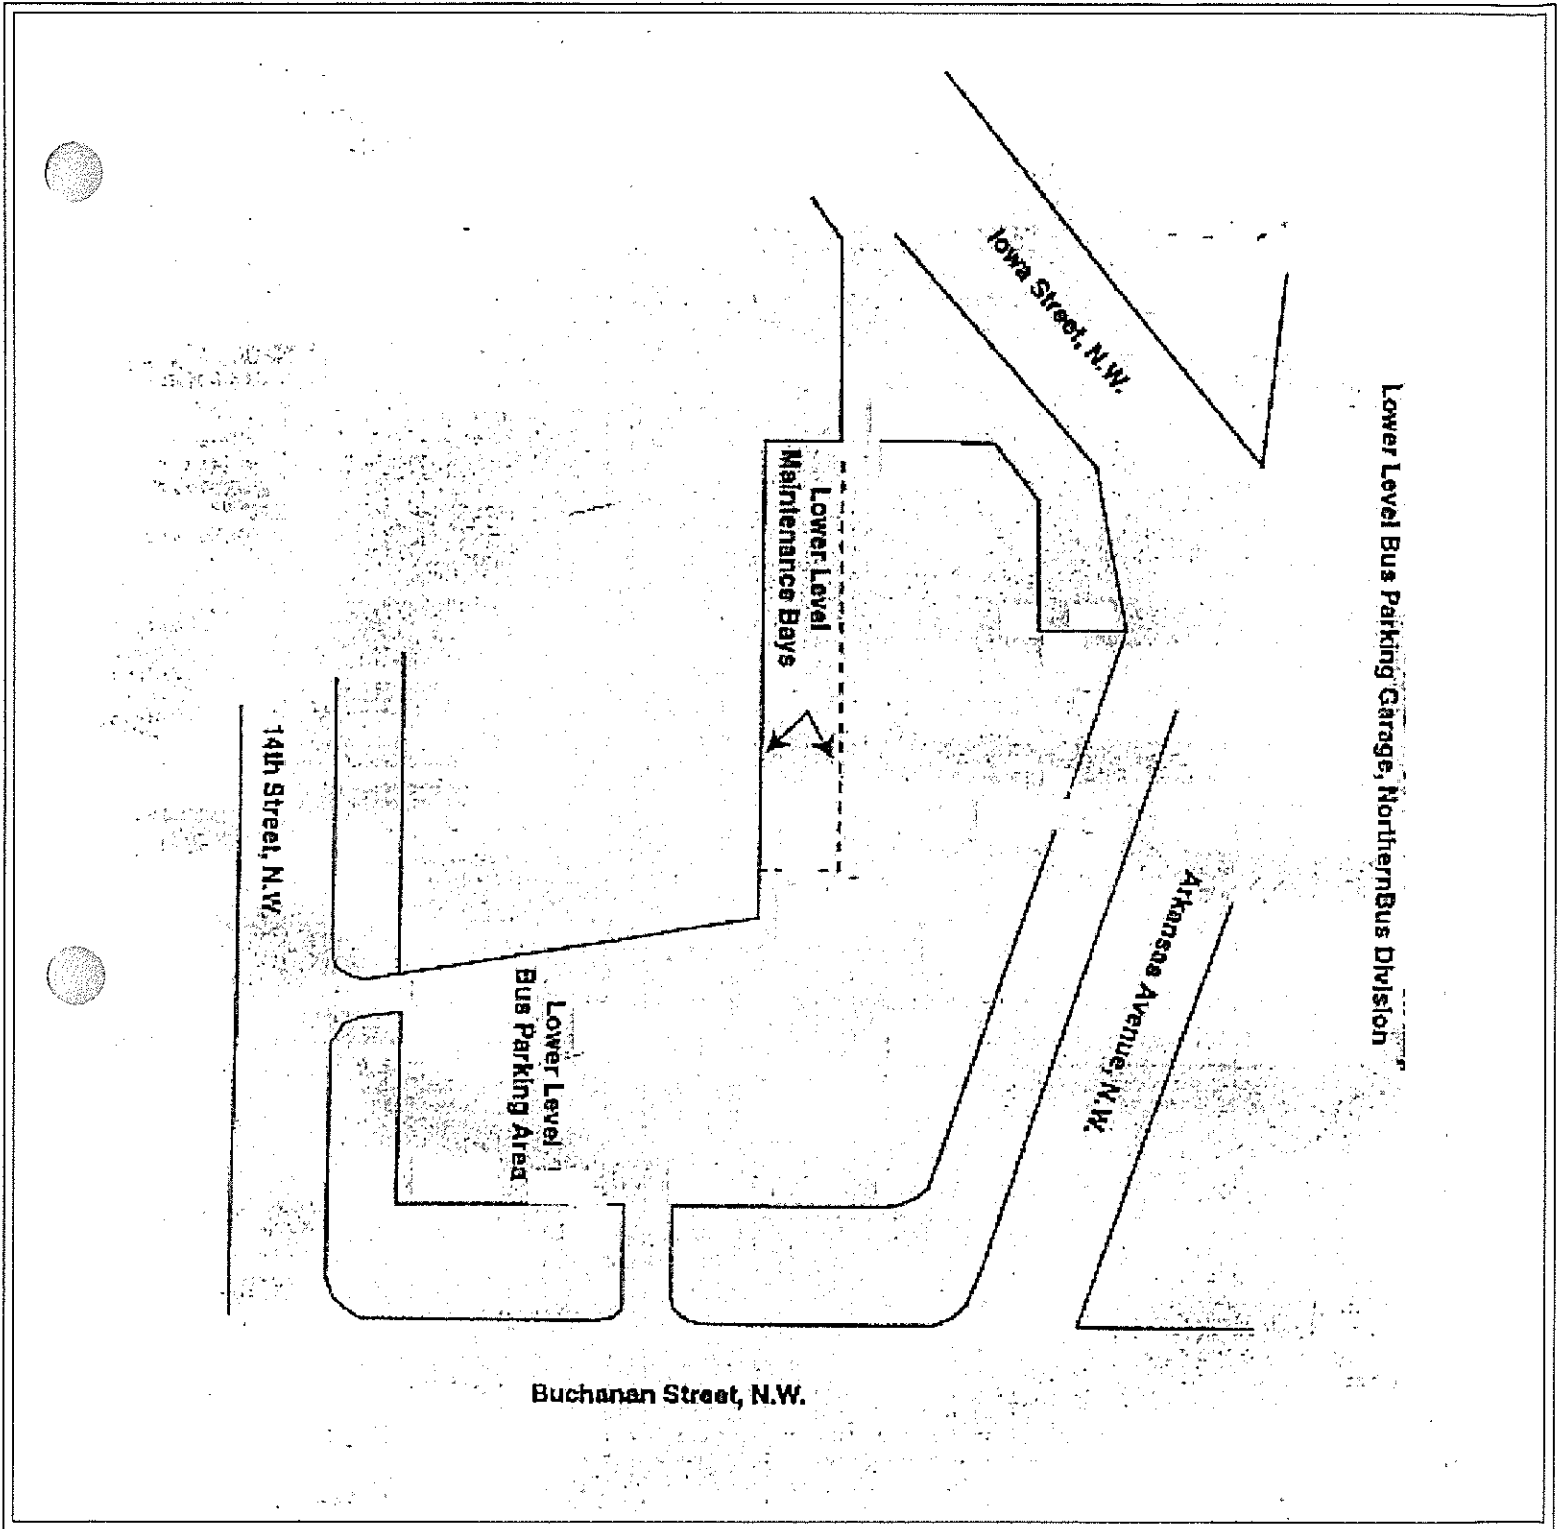 Lower Level Bus Parking Garage, NorthernBus Division
Iowa Street, N.W.
Lower Level
Maintenance Bays
Arkansas Avenue, N.W.
14th Street, N.W.
Lower Level
Bus Parking Area
Buchanan Street, N.W.